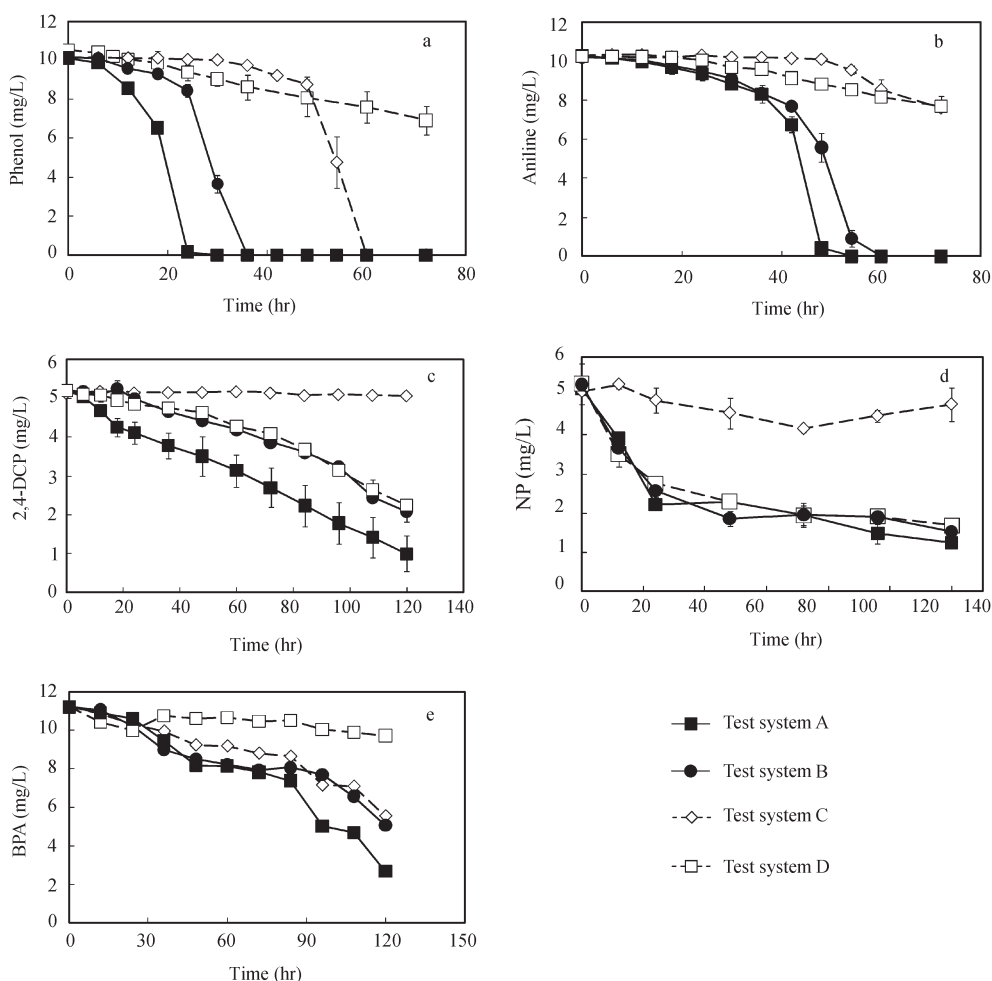 12
10
8
6
4
2
0
Phenol (mg/L)
a
0 20 40 60 80
Time (hr)
12
10
8
6
4
2
0
Aniline (mg/L)
b
0 20 40 60 80
Time (hr)
6
5
4
3
2
1
0
2,4-DCP (mg/L)
c
0 20 40 60 80 100 120 140
Time (hr)
6
5
4
3
2
1
0
NP (mg/L)
d
0 20 40 60 80 100 120 140
Time (hr)
12
10
8
6
4
2
0
BPA (mg/L)
e
0 30 60 90 120 150
Time (hr)
Test system A
Test system B
Test system C
Test system D